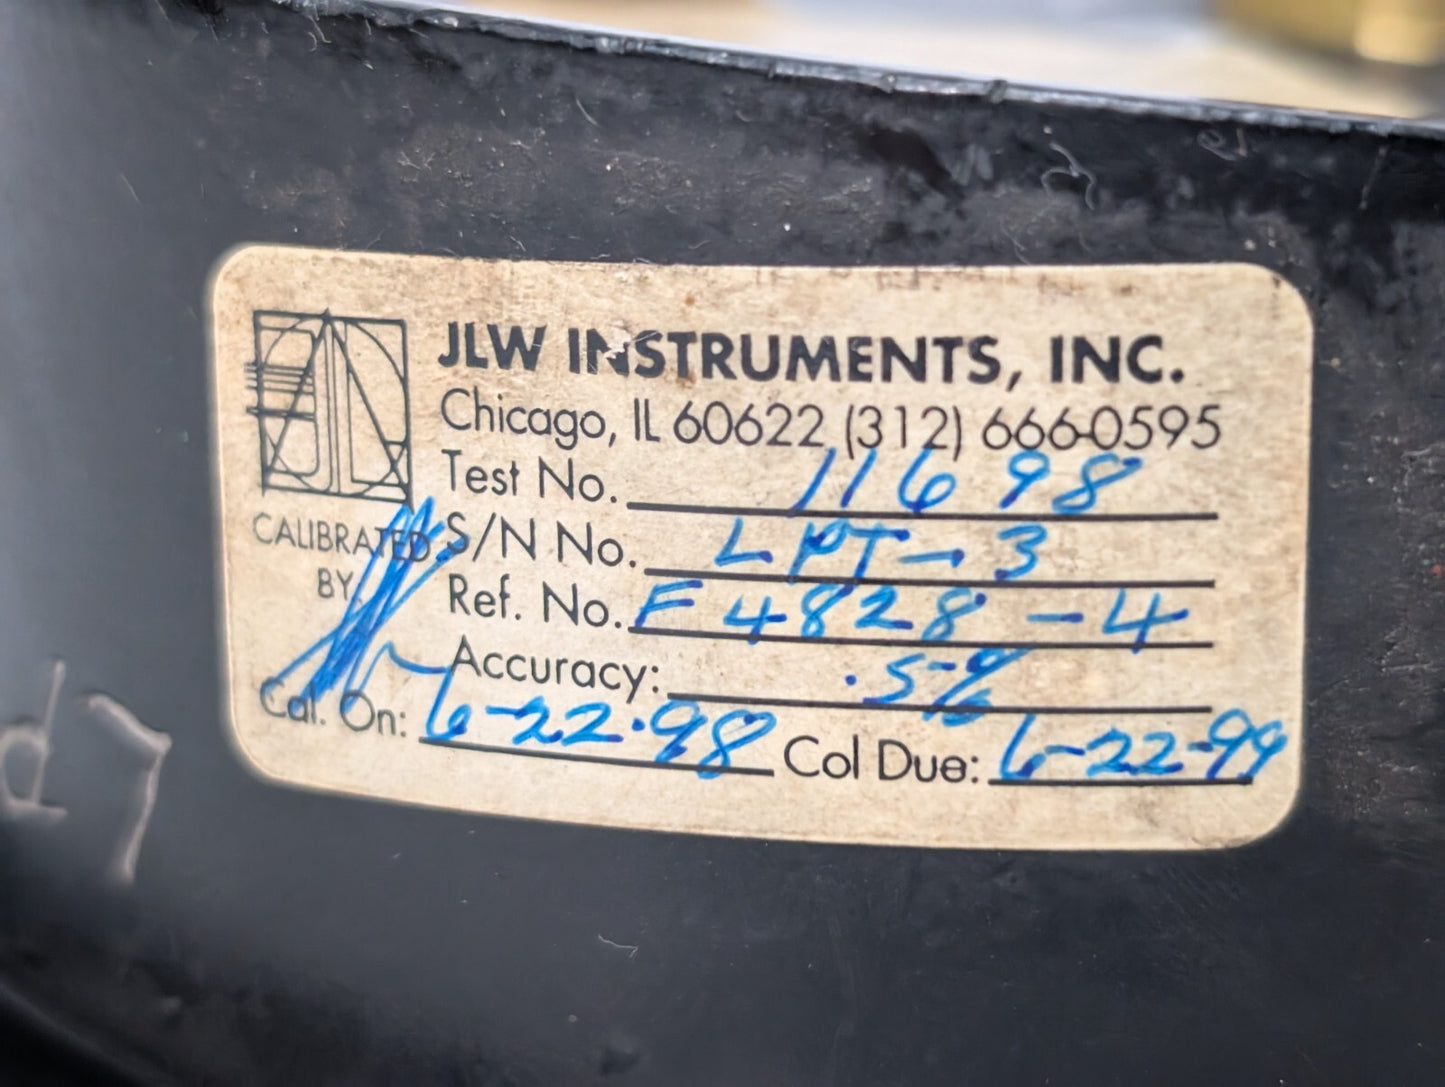 JLW INSTRUMENTS, INC.
Chicago, IL 60622 (312) 666-0595
Test No. 11698
S/N No. LPT-3
Ref. No. F4828-4
Accuracy: .5%
CALIBRATED
BY
Cal. On: 6-22-98 Col Due: 6-22-99